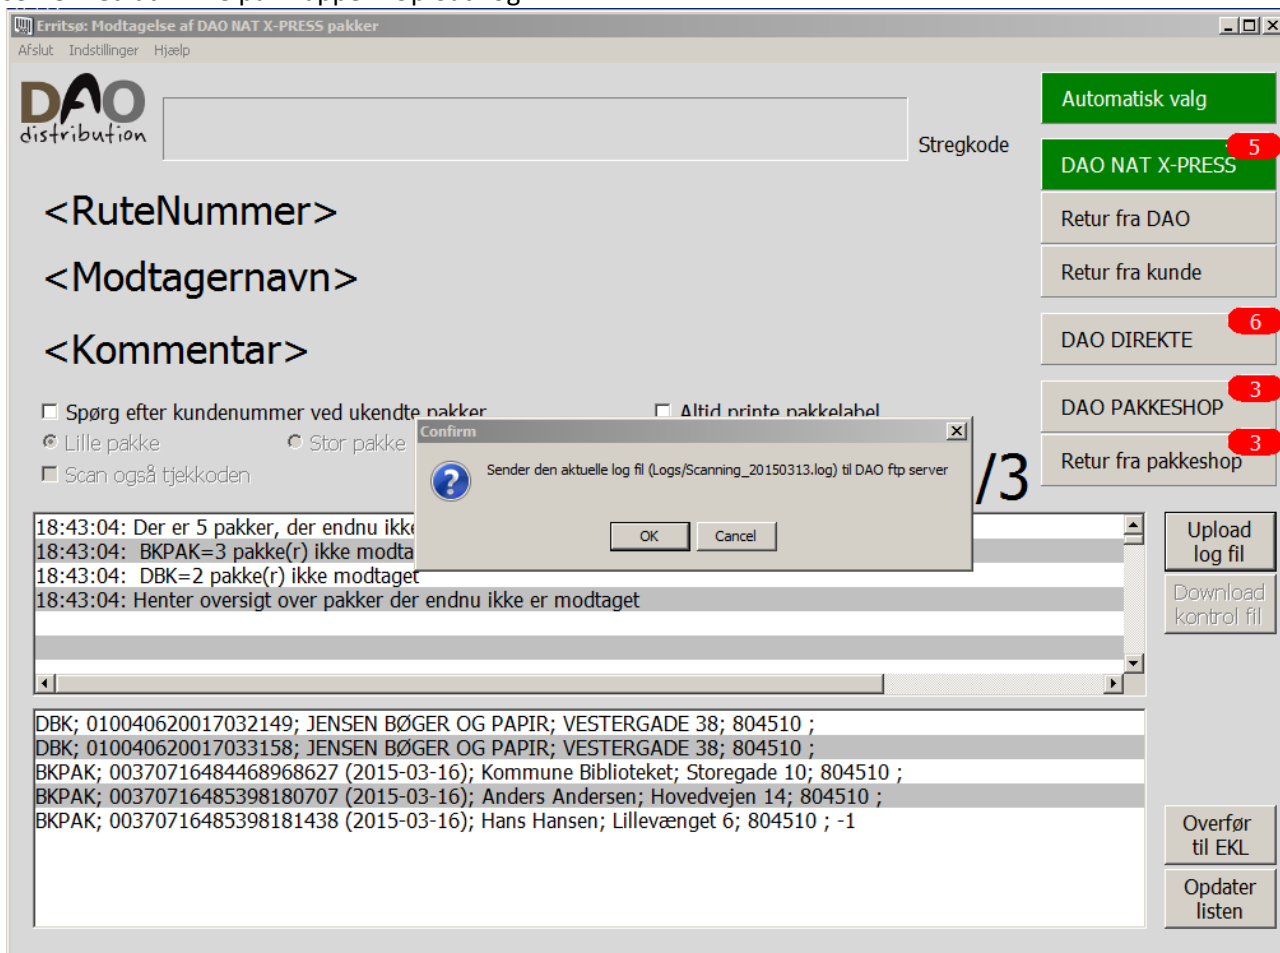 Erritsø: Modtagelse af DAO NAT X-PRESS pakker
Afslut Indstillinger Hjælp
DAO
distribution
Stregkode
Automatisk valg
DAO NAT X-PRESS
5
<RuteNummer>
Retur fra DAO
<Modtagernavn>
Retur fra kunde
<Kommentar>
DAO DIREKTE
6
Spørg efter kundenummer ved ukendte pakker
Altid printe pakkelabel
DAO PAKKESHOP
3
Lille pakke
Stor pakke
Scan også tjekkoden
Retur fra pakkeshop
3
/3
Confirm
Sender den aktuelle log fil (Logs/Scanning_20150313.log) til DAO ftp server
OK
Cancel
18:43:04: Der er 5 pakker, der endnu ikke
18:43:04: BKPAK=3 pakke(r) ikke modta
18:43:04: DBK=2 pakke(r) ikke modtaget
18:43:04: Henter oversigt over pakker der endnu ikke er modtaget
Upload
log fil
Download
kontrol fil
DBK; 010040620017032149; JENSEN BØGER OG PAPIR; VESTERGADE 38; 804510 ;
DBK; 010040620017033158; JENSEN BØGER OG PAPIR; VESTERGADE 38; 804510 ;
BKPAK; 00370716484468968627 (2015-03-16); Kommune Biblioteket; Storegade 10; 804510 ;
BKPAK; 00370716485398180707 (2015-03-16); Anders Andersen; Hovedvejen 14; 804510 ;
BKPAK; 00370716485398181438 (2015-03-16); Hans Hansen; Lillevænget 6; 804510 ; -1
Overfør
til EKL
Opdater
listen